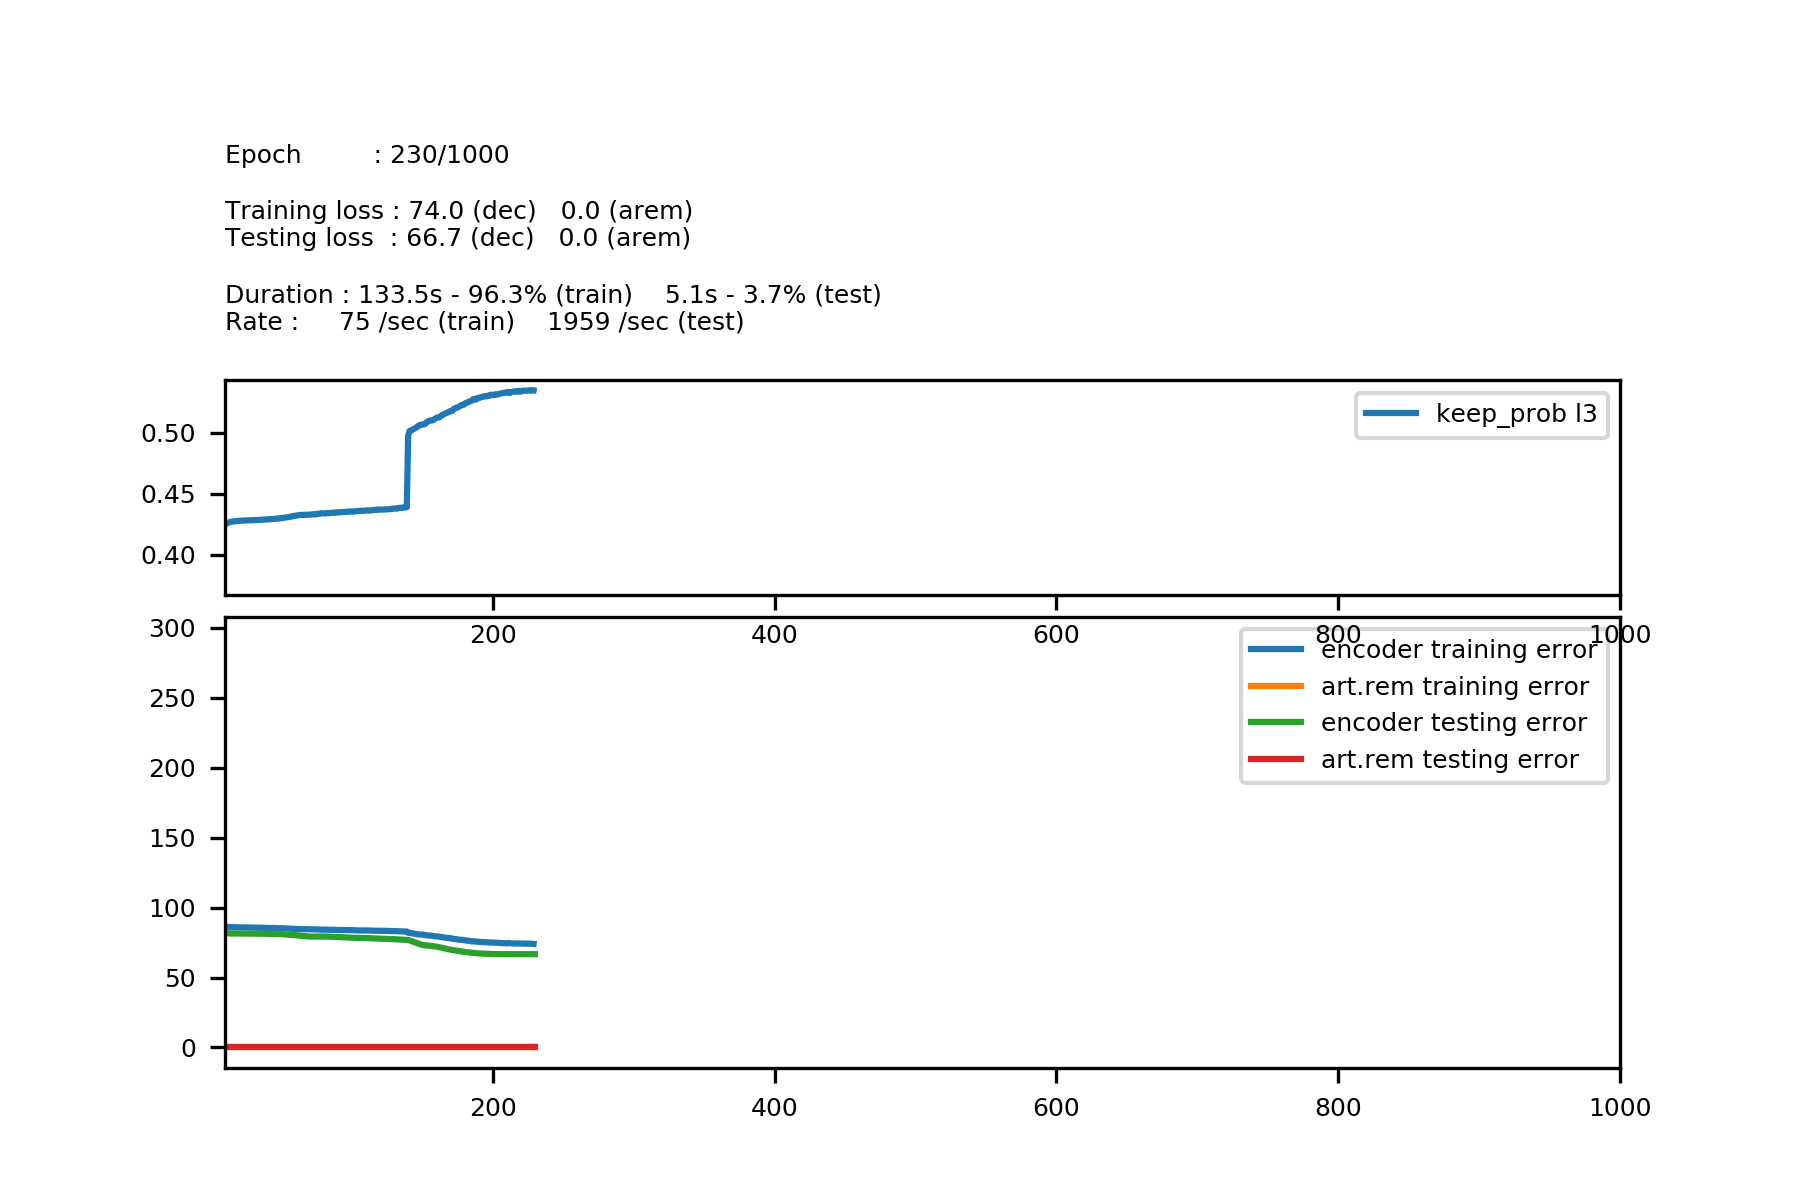 Epoch : 230/1000
Training loss : 74.0 (dec) 0.0 (arem)
Testing loss : 66.7 (dec) 0.0 (arem)
Duration : 133.5s - 96.3% (train) 5.1s - 3.7% (test)
Rate : 75 /sec (train) 1959 /sec (test)
keep_prob l3
0.50
0.45
0.40
200 400 600 800 1000
encoder training error
art.rem training error
encoder testing error
art.rem testing error
300
250
200
150
100
50
0
200 400 600 800 1000